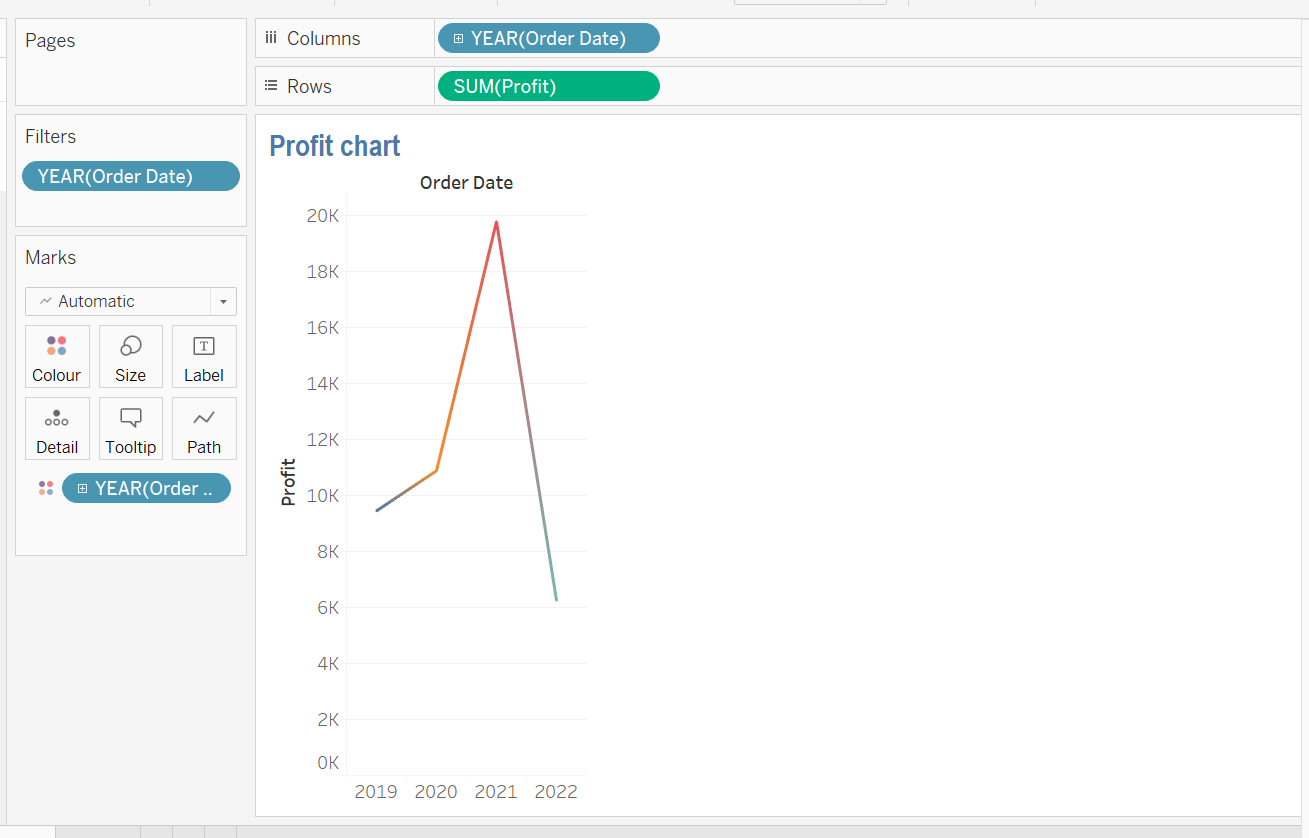 Pages
Columns
YEAR(Order Date)
Rows
SUM(Profit)
Filters
YEAR(Order Date)
Marks
Automatic
Colour
Size
Label
Detail
Tooltip
Path
YEAR(Order ..
Profit chart
Order Date
20K
18K
16K
14K
12K
10K
8K
6K
4K
2K
0K
Profit
2019 2020 2021 2022